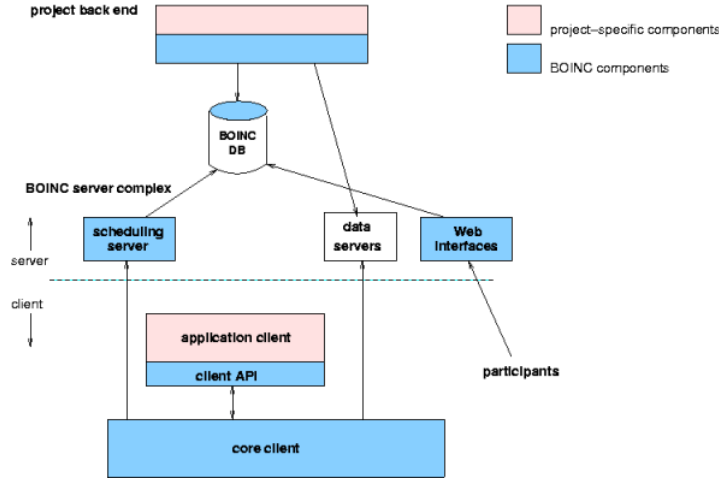 project back end
project–specific components
BOINC components
BOINC
DB
BOINC server complex
scheduling
server
data
servers
Web
interfaces
server
client
application client
client API
participants
core client